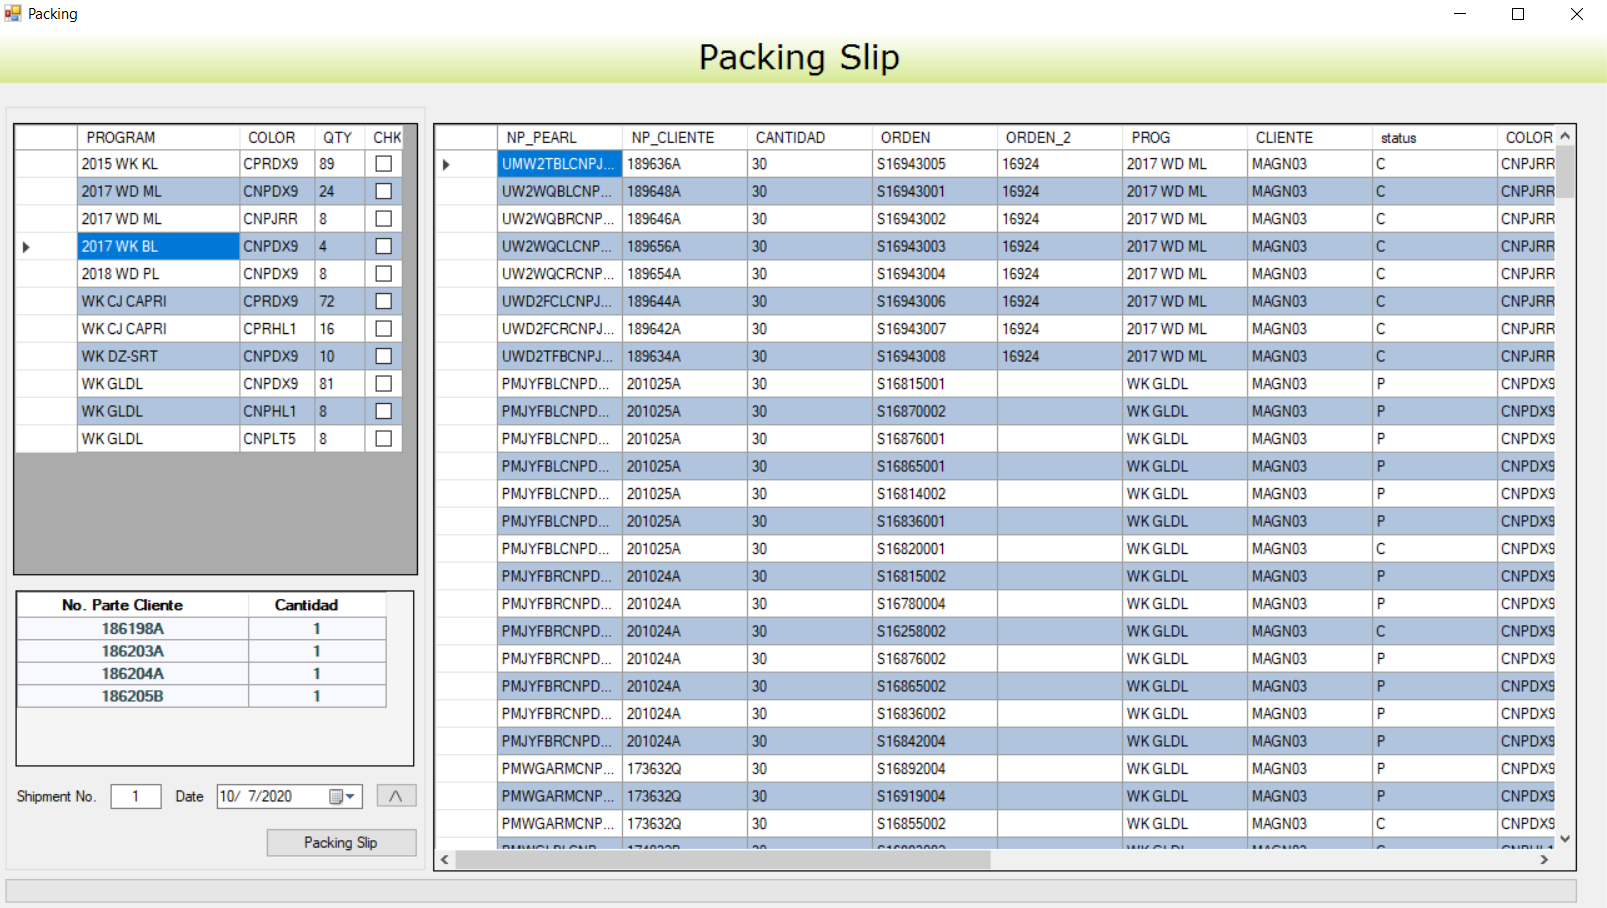 Packing
Packing Slip
PROGRAM COLOR QTY CHK
2015 WK KL CPRDX9 89
2017 WD ML CNPDX9 24
2017 WD ML CNPJRR 8
2017 WK BL CNPDX9 4
2018 WD PL CNPDX9 8
WK CJ CAPRI CPRDX9 72
WK CJ CAPRI CPRHL1 16
WK DZ-SRT CNPDX9 10
WK GLDL CNPDX9 81
WK GLDL CNPHL1 8
WK GLDL CNPLT5 8
No. Parte Cliente Cantidad
186198A 1
186203A 1
186204A 1
186205B 1
Shipment No. 1 Date 10/ 7/2020
Packing Slip
NP_PEARL NP_CLIENTE CANTIDAD ORDEN ORDEN_2 PROG CLIENTE status COLOR
UMW2TBLCNPJ... 189636A 30 S16943005 16924 2017 WD ML MAGN03 C CNPJRR
UW2WQBLCNP... 189648A 30 S16943001 16924 2017 WD ML MAGN03 C CNPJRR
UW2WQBRCNP... 189646A 30 S16943002 16924 2017 WD ML MAGN03 C CNPJRR
UW2WQCLCNP... 189656A 30 S16943003 16924 2017 WD ML MAGN03 C CNPJRR
UW2WQCRCNP... 189654A 30 S16943004 16924 2017 WD ML MAGN03 C CNPJRR
UWD2FCLCNPJ... 189644A 30 S16943006 16924 2017 WD ML MAGN03 C CNPJRR
UWD2FCRCNPJ... 189642A 30 S16943007 16924 2017 WD ML MAGN03 C CNPJRR
UWD2TFBCNPJ... 189634A 30 S16943008 16924 2017 WD ML MAGN03 C CNPJRR
PMJYFBLCNPD... 201025A 30 S16815001 WK GLDL MAGN03 P CNPDX9
PMJYFBLCNPD... 201025A 30 S16870002 WK GLDL MAGN03 P CNPDX9
PMJYFBLCNPD... 201025A 30 S16876001 WK GLDL MAGN03 P CNPDX9
PMJYFBLCNPD... 201025A 30 S16865001 WK GLDL MAGN03 P CNPDX9
PMJYFBLCNPD... 201025A 30 S16814002 WK GLDL MAGN03 P CNPDX9
PMJYFBLCNPD... 201025A 30 S16836001 WK GLDL MAGN03 P CNPDX9
PMJYFBLCNPD... 201025A 30 S16820001 WK GLDL MAGN03 C CNPDX9
PMJYFBRCNPD... 201024A 30 S16815002 WK GLDL MAGN03 P CNPDX9
PMJYFBRCNPD... 201024A 30 S16780004 WK GLDL MAGN03 P CNPDX9
PMJYFBRCNPD... 201024A 30 S16258002 WK GLDL MAGN03 C CNPDX9
PMJYFBRCNPD... 201024A 30 S16876002 WK GLDL MAGN03 P CNPDX9
PMJYFBRCNPD... 201024A 30 S16865002 WK GLDL MAGN03 P CNPDX9
PMJYFBRCNPD... 201024A 30 S16836002 WK GLDL MAGN03 P CNPDX9
PMJYFBRCNPD... 201024A 30 S16842004 WK GLDL MAGN03 P CNPDX9
PMWGARMCNP... 173632Q 30 S16892004 WK GLDL MAGN03 P CNPDX9
PMWGARMCNP... 173632Q 30 S16919004 WK GLDL MAGN03 P CNPDX9
PMWGARMCNP... 173632Q 30 S16855002 WK GLDL MAGN03 C CNPDX9